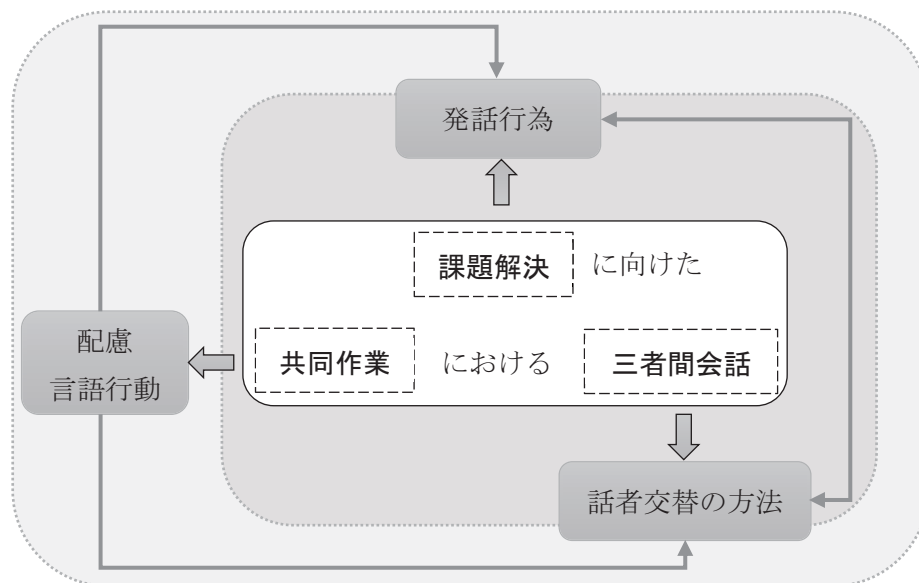 発話行為
課題解決 に向けた
配慮
言語行動
共同作業 における 三者間会話
話者交替の方法